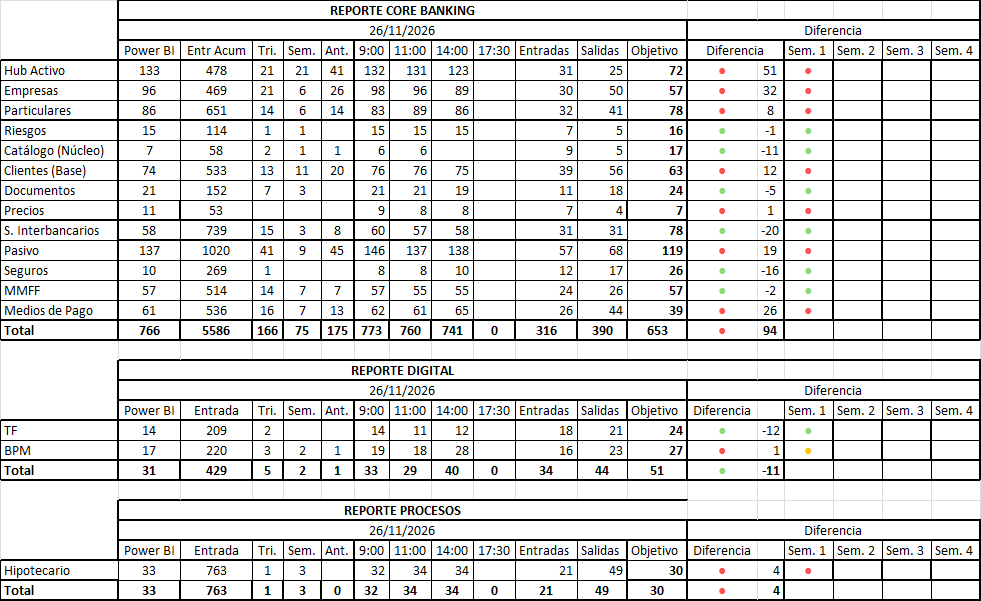 REPORTE CORE BANKING
26/11/2026 Diferencia
Power BI Entr Acum Tri. Sem. Ant. 9:00 11:00 14:00 17:30 Entradas Salidas Objetivo Diferencia Sem. 1 Sem. 2 Sem. 3 Sem. 4
Hub Activo 133 478 21 21 41 132 131 123 31 25 72 51
Empresas 96 469 21 6 26 98 96 89 30 50 57 32
Particulares 86 651 14 6 14 83 89 86 32 41 78 8
Riesgos 15 114 1 1 15 15 15 7 5 16 -1
Catálogo (Núcleo) 7 58 2 1 1 6 6 9 5 17 -11
Clientes (Base) 74 533 13 11 20 76 76 75 39 56 63 12
Documentos 21 152 7 3 21 21 19 11 18 24 -5
Precios 11 53 9 8 8 7 4 7 1
S. Interbancarios 58 739 15 3 8 60 57 58 31 31 78 -20
Pasivo 137 1020 41 9 45 146 137 138 57 68 119 19
Seguros 10 269 1 8 8 10 12 17 26 -16
MMFF 57 514 14 7 7 57 55 55 24 26 57 -2
Medios de Pago 61 536 16 7 13 62 61 65 26 44 39 26
Total 766 5586 166 75 175 773 760 741 0 316 390 653 94
REPORTE DIGITAL
26/11/2026 Diferencia
Power BI Entrada Tri. Sem. Ant. 9:00 11:00 14:00 17:30 Entradas Salidas Objetivo Diferencia Sem. 1 Sem. 2 Sem. 3 Sem. 4
TF 14 209 2 14 11 12 18 21 24 -12
BPM 17 220 3 2 1 19 18 28 16 23 27 1
Total 31 429 5 2 1 33 29 40 0 34 44 51 -11
REPORTE PROCESOS
26/11/2026 Diferencia
Power BI Entrada Tri. Sem. Ant. 9:00 11:00 14:00 17:30 Entradas Salidas Objetivo Diferencia Sem. 1 Sem. 2 Sem. 3 Sem. 4
Hipotecario 33 763 1 3 32 34 34 21 49 30 4
Total 33 763 1 3 0 32 34 34 0 21 49 30 4